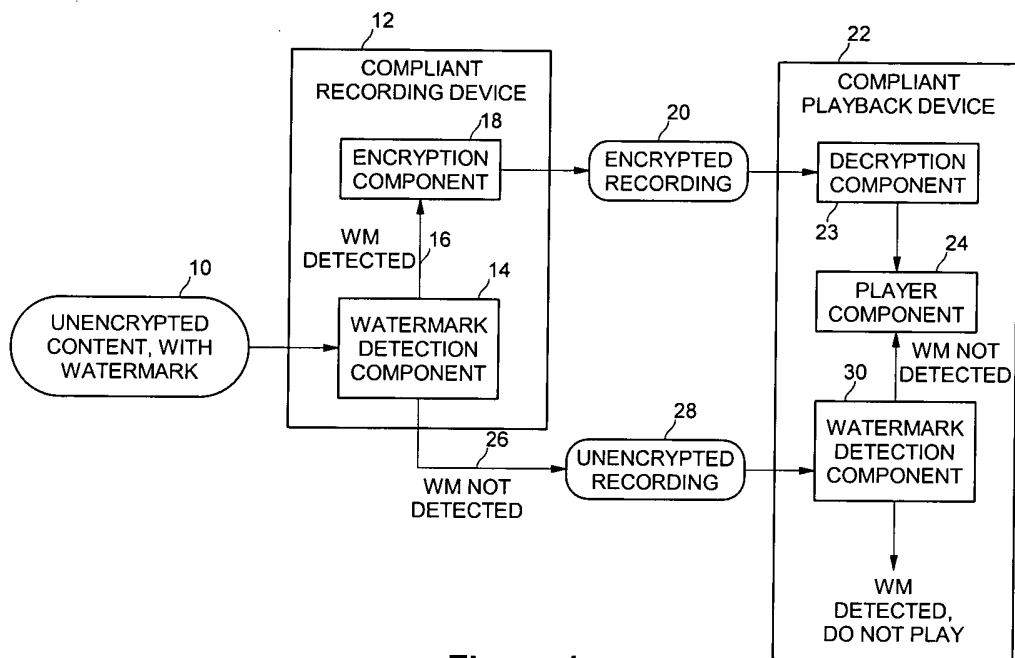 12
COMPLIANT
RECORDING DEVICE
18
ENCRYPTION
COMPONENT
WM
DETECTED
16
14
WATERMARK
DETECTION
COMPONENT
10
UNENCRYPTED
CONTENT, WITH
WATERMARK
26
WM NOT
DETECTED
20
ENCRYPTED
RECORDING
28
UNENCRYPTED
RECORDING
22
COMPLIANT
PLAYBACK DEVICE
DECRYPTION
COMPONENT
23
24
PLAYER
COMPONENT
WM NOT
DETECTED
30
WATERMARK
DETECTION
COMPONENT
WM
DETECTED,
DO NOT PLAY